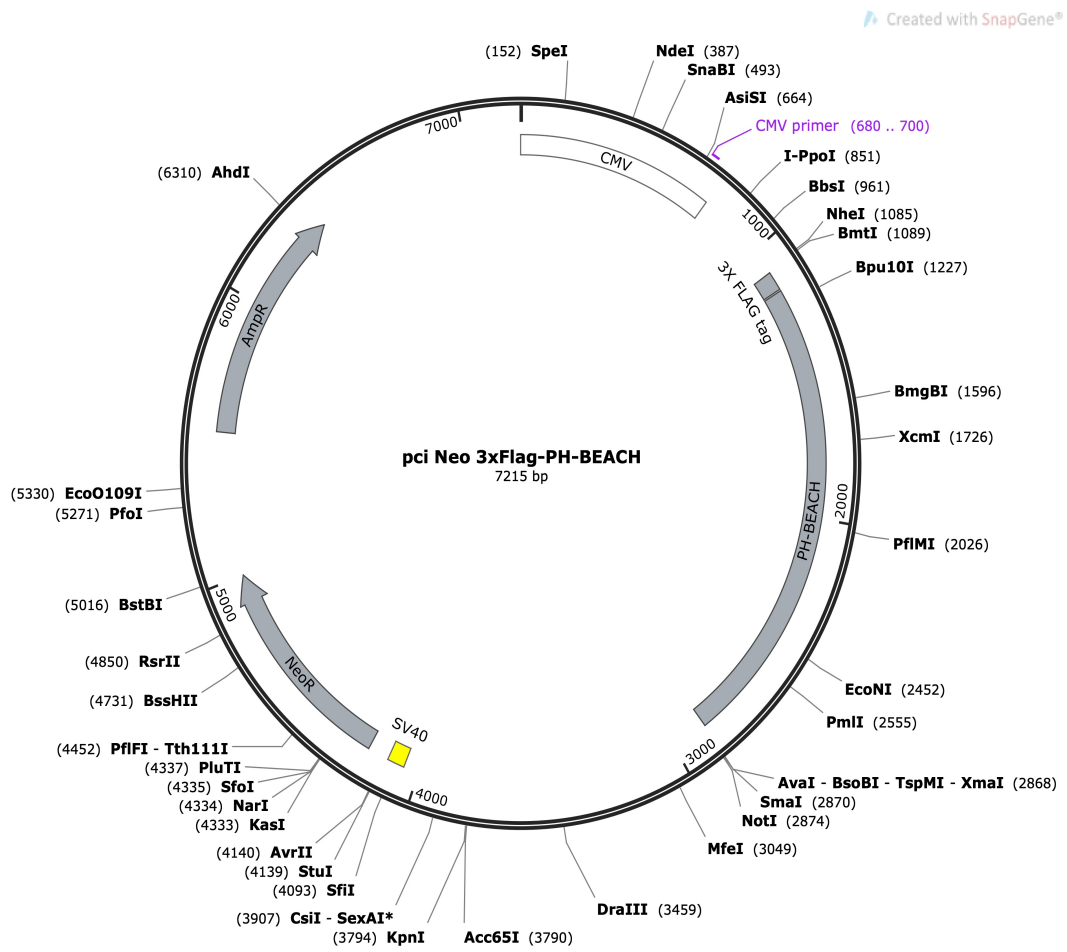 Created with SnapGene®
(152) SpeI
NdeI (387)
SnaBI (493)
AsiSI (664)
CMV primer (680 .. 700)
I-PpoI (851)
BbsI (961)
NheI (1085)
BmtI (1089)
Bpu10I (1227)
BmgBI (1596)
XcmI (1726)
PflMI (2026)
EcoNI (2452)
PmlI (2555)
AvaI - BsoBI - TspMI - XmaI (2868)
SmaI (2870)
NotI (2874)
MfeI (3049)
DraIII (3459)
Acc65I (3790)
(3794) KpnI
(3907) CsiI - SexAI*
(4093) SfiI
(4139) StuI
(4140) AvrII
(4333) KasI
(4334) NarI
(4335) SfoI
(4337) PluTI
(4452) PflFI - Tth111I
(4731) BssHII
(4850) RsrII
(5016) BstBI
(5271) PfoI
(5330) EcoO109I
(6310) AhdI
1000
2000
3000
4000
5000
6000
7000
CMV
3X FLAG tag
PH-BEACH
SV40
NeoR
AmpR
pci Neo 3xFlag-PH-BEACH
7215 bp